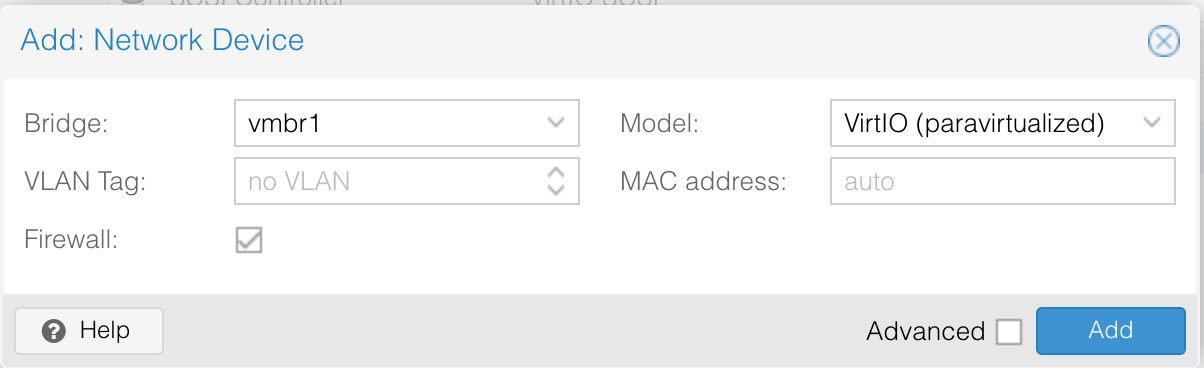 Add: Network Device
Bridge: vmbr1 Model: VirtIO (paravirtualized)
VLAN Tag: no VLAN MAC address: auto
Firewall:
Help Advanced Add